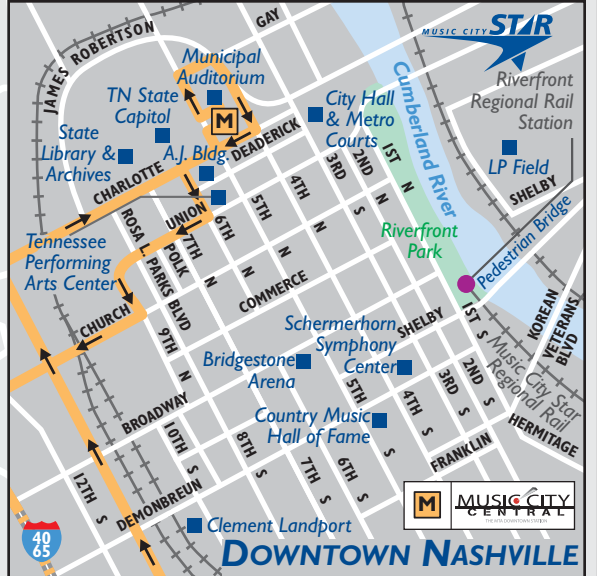 MUSIC CITY STAR
GAY
JAMES ROBERTSON
Municipal
Auditorium
TN State
Capitol
M
City Hall
& Metro
Courts
Cumberland River
Riverfront
Regional Rail
Station
State
Library &
Archives
A.J. Bldg.
DEADERICK
LP Field
CHARLOTTE
SHELBY
UNION
ROSA L. PARKS BLVD
POLK
7TH
N
6TH
N
5TH
N
4TH
N
3RD
S
2ND
N
1ST
N
Riverfront
Park
Pedestrian Bridge
Tennessee
Performing
Arts Center
COMMERCE
CHURCH
9TH
N
Schermerhorn
Symphony
Center
SHELBY
1ST S
KOREAN
VETERANS
BLVD
Music City Star
Regional Rail
Bridgestone
Arena
BROADWAY
Country Music
Hall of Fame
5TH
S
4TH
S
3RD
S
2ND
S
HERMITAGE
FRANKLIN
10TH
S
8TH
S
7TH
S
6TH
S
12TH
S
DEMONBREUN
Clement Landport
M
MUSIC CITY
CENTRAL
THE MTA DOWNTOWN STATION
40
65
DOWNTOWN NASHVILLE